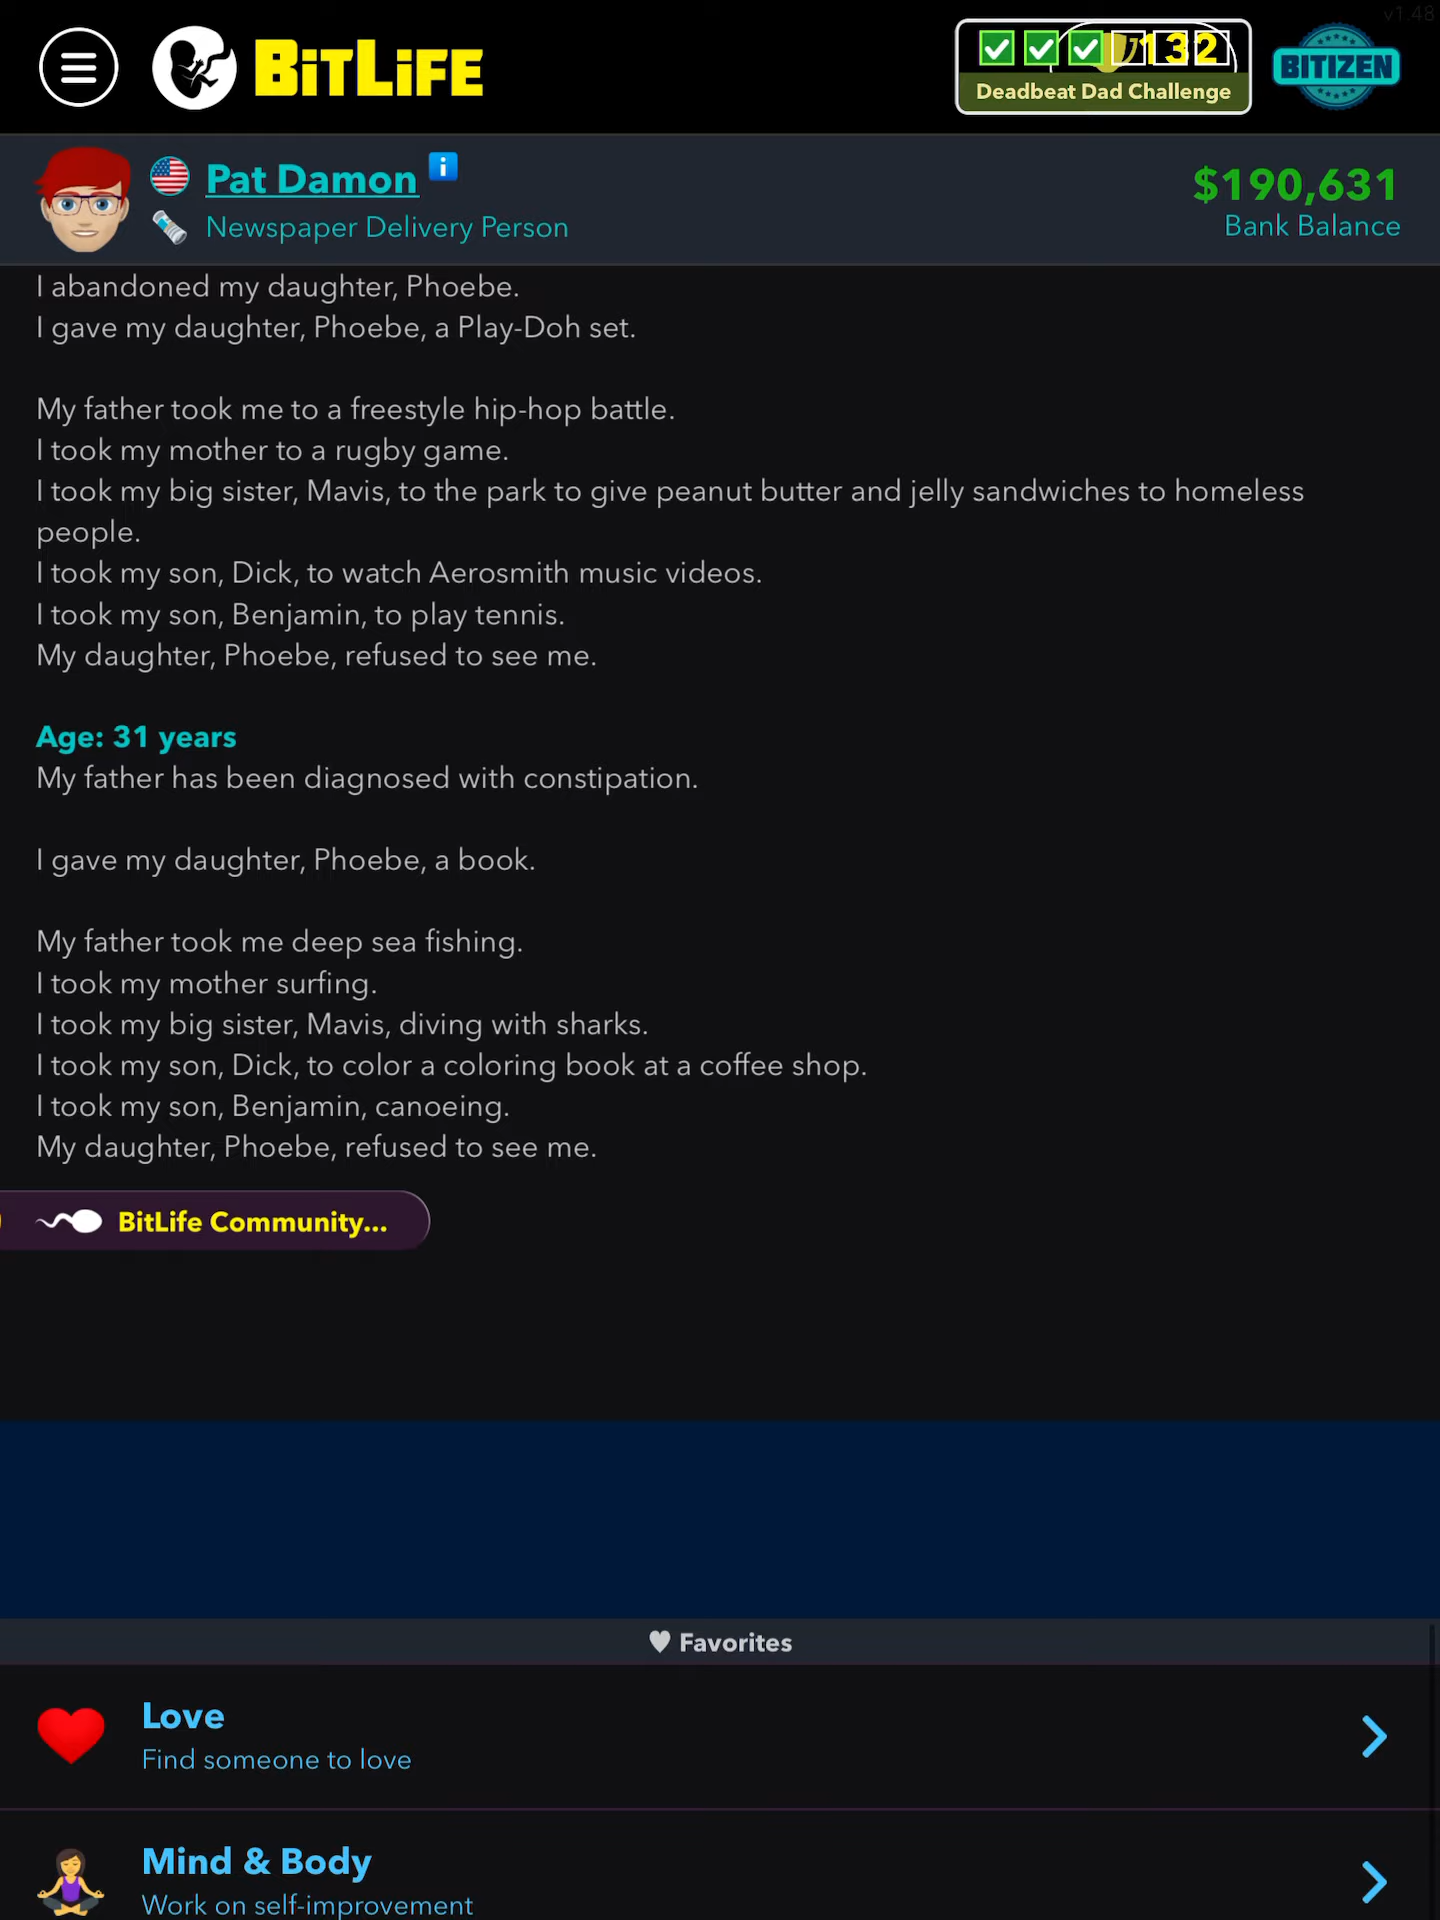 v1.48
BITLIFE
132
Deadbeat Dad Challenge
BITIZEN
Pat Damon
$190,631
Newspaper Delivery Person
Bank Balance
I abandoned my daughter, Phoebe.
I gave my daughter, Phoebe, a Play-Doh set.
My father took me to a freestyle hip-hop battle.
I took my mother to a rugby game.
I took my big sister, Mavis, to the park to give peanut butter and jelly sandwiches to homeless
people.
I took my son, Dick, to watch Aerosmith music videos.
I took my son, Benjamin, to play tennis.
My daughter, Phoebe, refused to see me.
Age: 31 years
My father has been diagnosed with constipation.
I gave my daughter, Phoebe, a book.
My father took me deep sea fishing.
I took my mother surfing.
I took my big sister, Mavis, diving with sharks.
I took my son, Dick, to color a coloring book at a coffee shop.
I took my son, Benjamin, canoeing.
My daughter, Phoebe, refused to see me.
BitLife Community...
Favorites
Love
Find someone to love
Mind & Body
Work on self-improvement